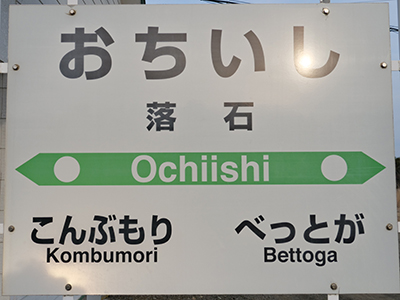 おちいし
落石
Ochiishi
こんぶもり べっとが
Kombumori Bettoga